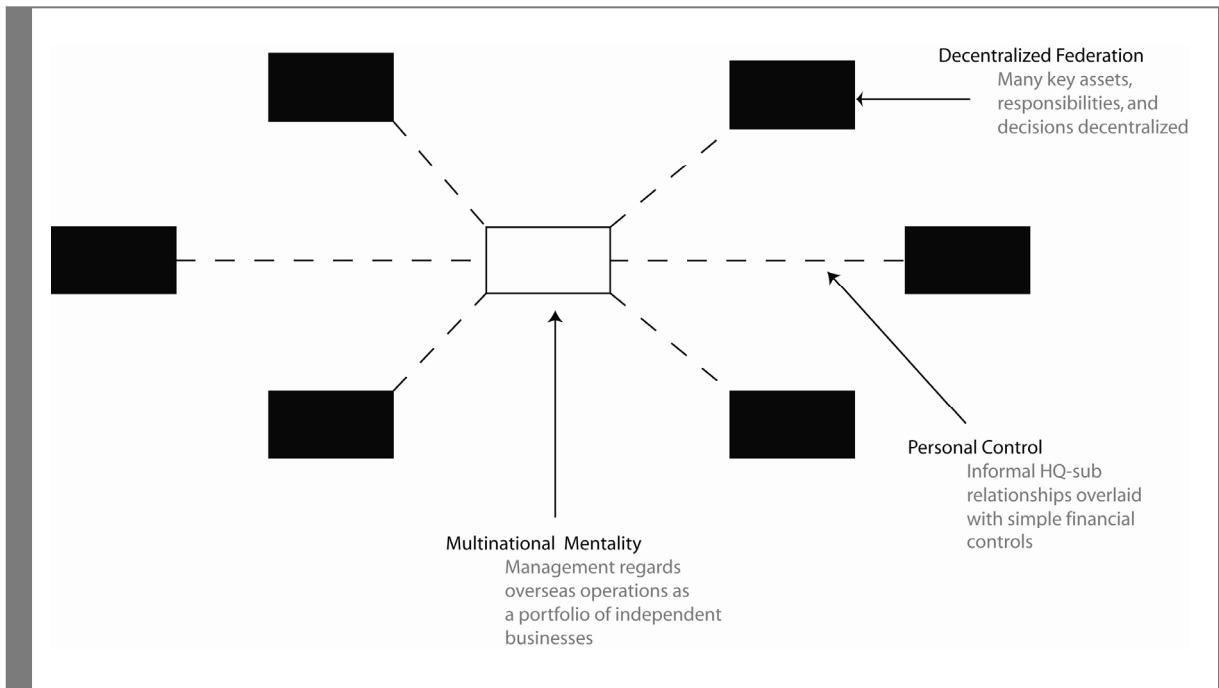 Decentralized Federation
Many key assets,
responsibilities, and
decisions decentralized
Personal Control
Informal HQ-sub
relationships overlaid
with simple financial
controls
Multinational Mentality
Management regards
overseas operations as
a portfolio of independent
businesses